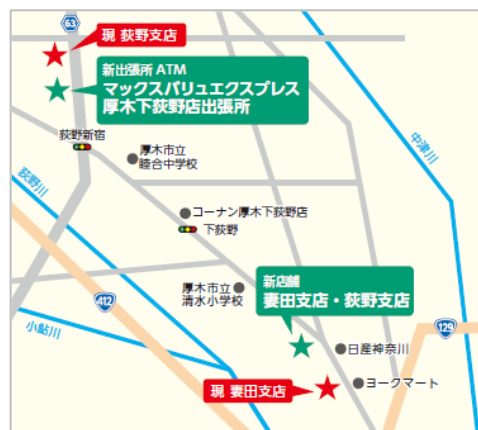 63
現 荻野支店
新出張所 ATM
マックスバリュエクスプレス
厚木下荻野店出張所
荻野新宿
厚木市立
睦合中学校
中津川
荻野川
コーナン厚木下荻野店
下荻野
新店舗
妻田支店・荻野支店
厚木市立
清水小学校
412
小鮎川
129
日産神奈川
ヨークマート
現 妻田支店